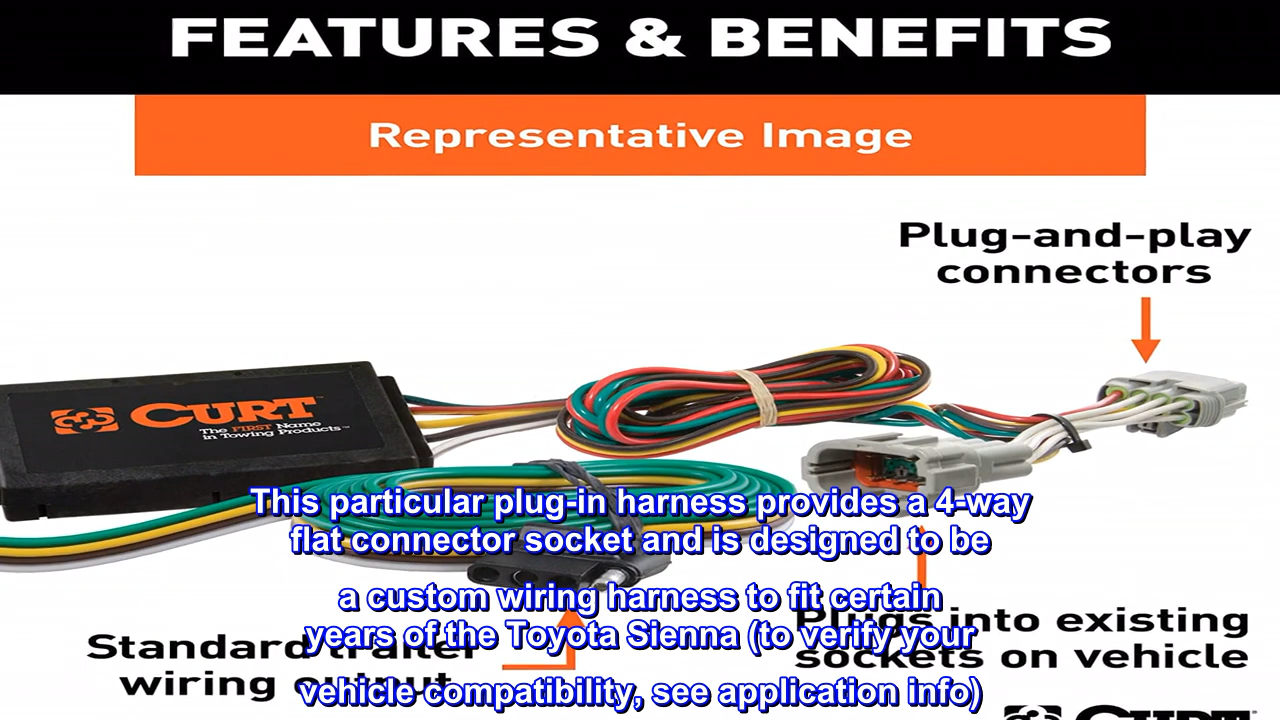 FEATURES & BENEFITS
Representative Image
Plug-and-play
connectors
CURT
The FIRST Name
in Towing Products™
This particular plug-in harness provides a 4-way
flat connector socket and is designed to be
a custom wiring harness to fit certain
years of the Toyota Sienna (to verify your
vehicle compatibility, see application info)
Standard trailer
wiring output
Plugs into existing
sockets on vehicle
CURT